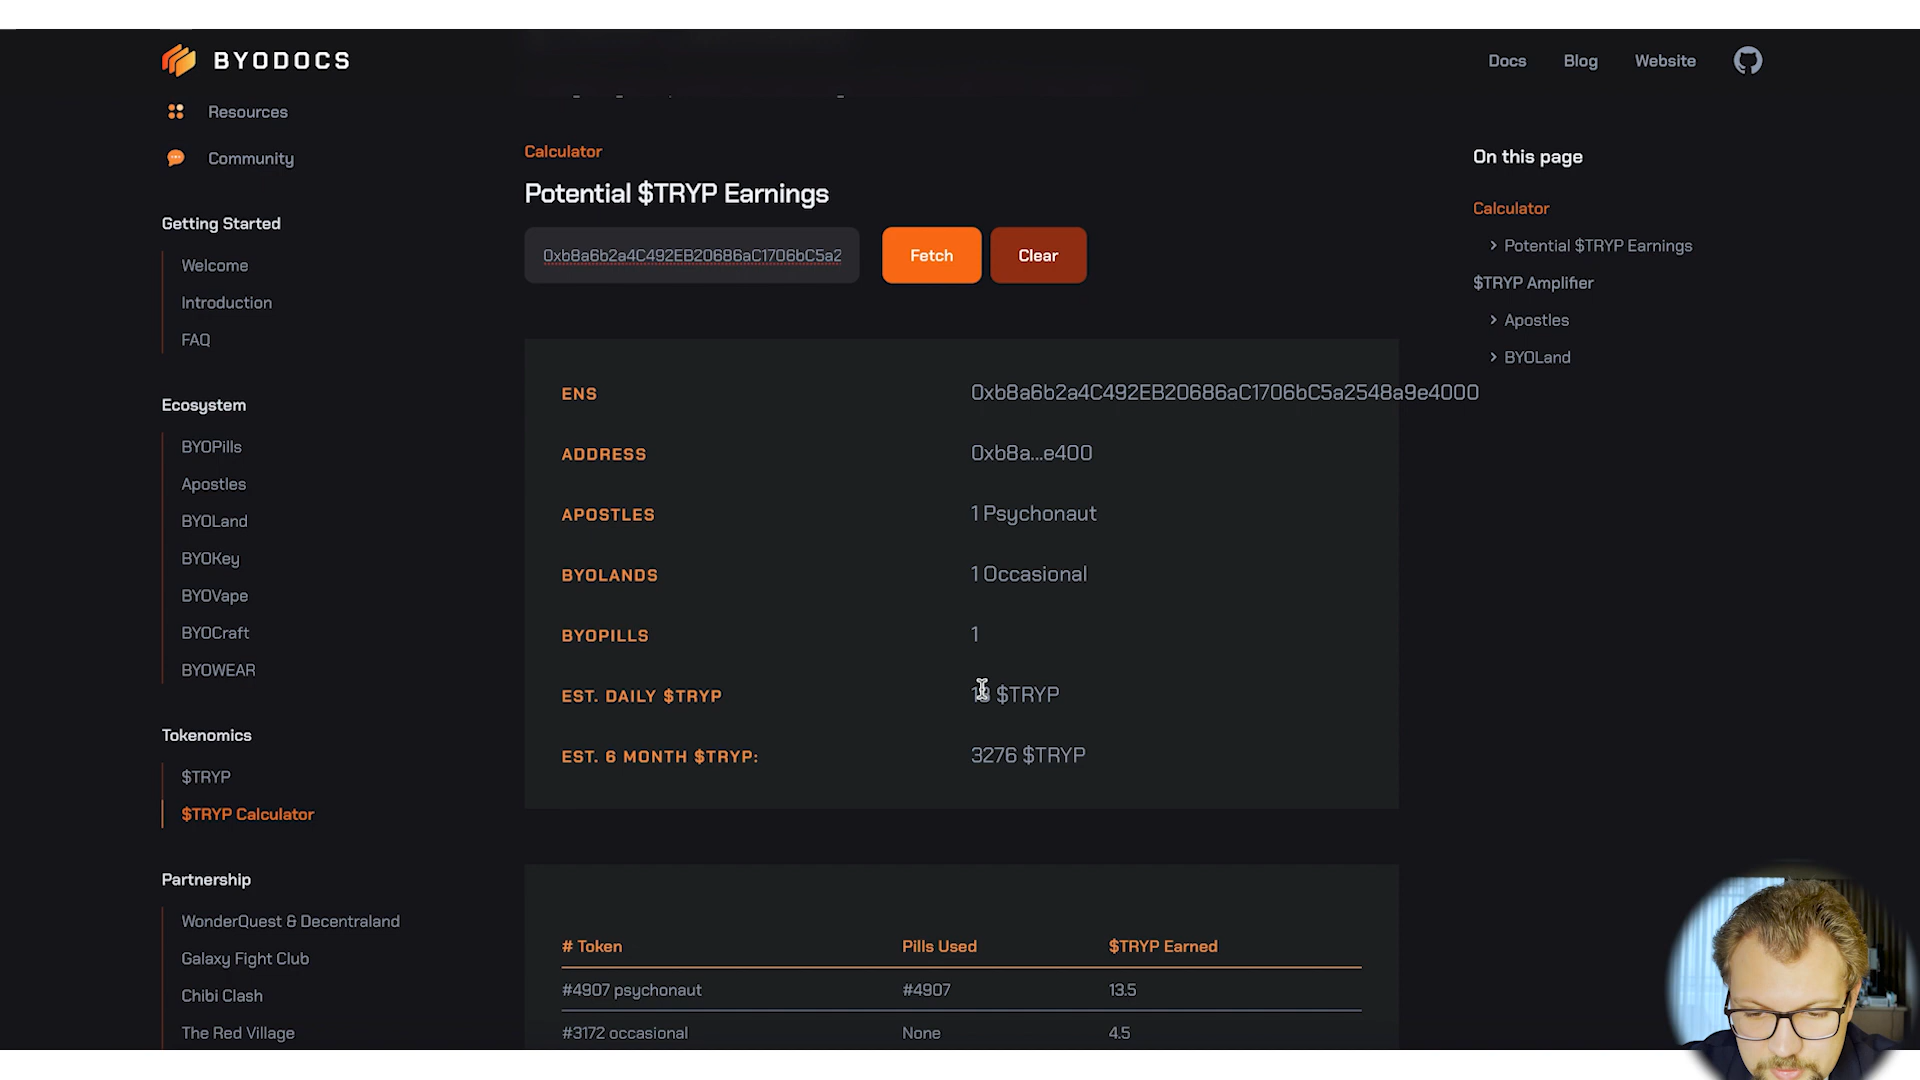 BYODOCS
Docs
Blog
Website
Resources
Community
Getting Started
Welcome
Introduction
FAQ
Ecosystem
BYOPills
Apostles
BYOLand
BYOKey
BYOVape
BYOCraft
BYOWEAR
Tokenomics
$TRYP
$TRYP Calculator
Partnership
WonderQuest & Decentraland
Galaxy Fight Club
Chibi Clash
The Red Village
Calculator
Potential $TRYP Earnings
0xb8a6b2a4C492EB20686aC1706bC5a2
Fetch
Clear
ENS 0xb8a6b2a4C492EB20686aC1706bC5a2548a9e4000
ADDRESS 0xb8a...e400
APOSTLES 1 Psychonaut
BYOLANDS 1 Occasional
BYOPILLS 1
EST. DAILY $TRYP $TRYP
EST. 6 MONTH $TRYP: 3276 $TRYP
# Token Pills Used $TRYP Earned
#4907 psychonaut #4907 13.5
#3172 occasional None 4.5
On this page
Calculator
Potential $TRYP Earnings
$TRYP Amplifier
Apostles
BYOLand